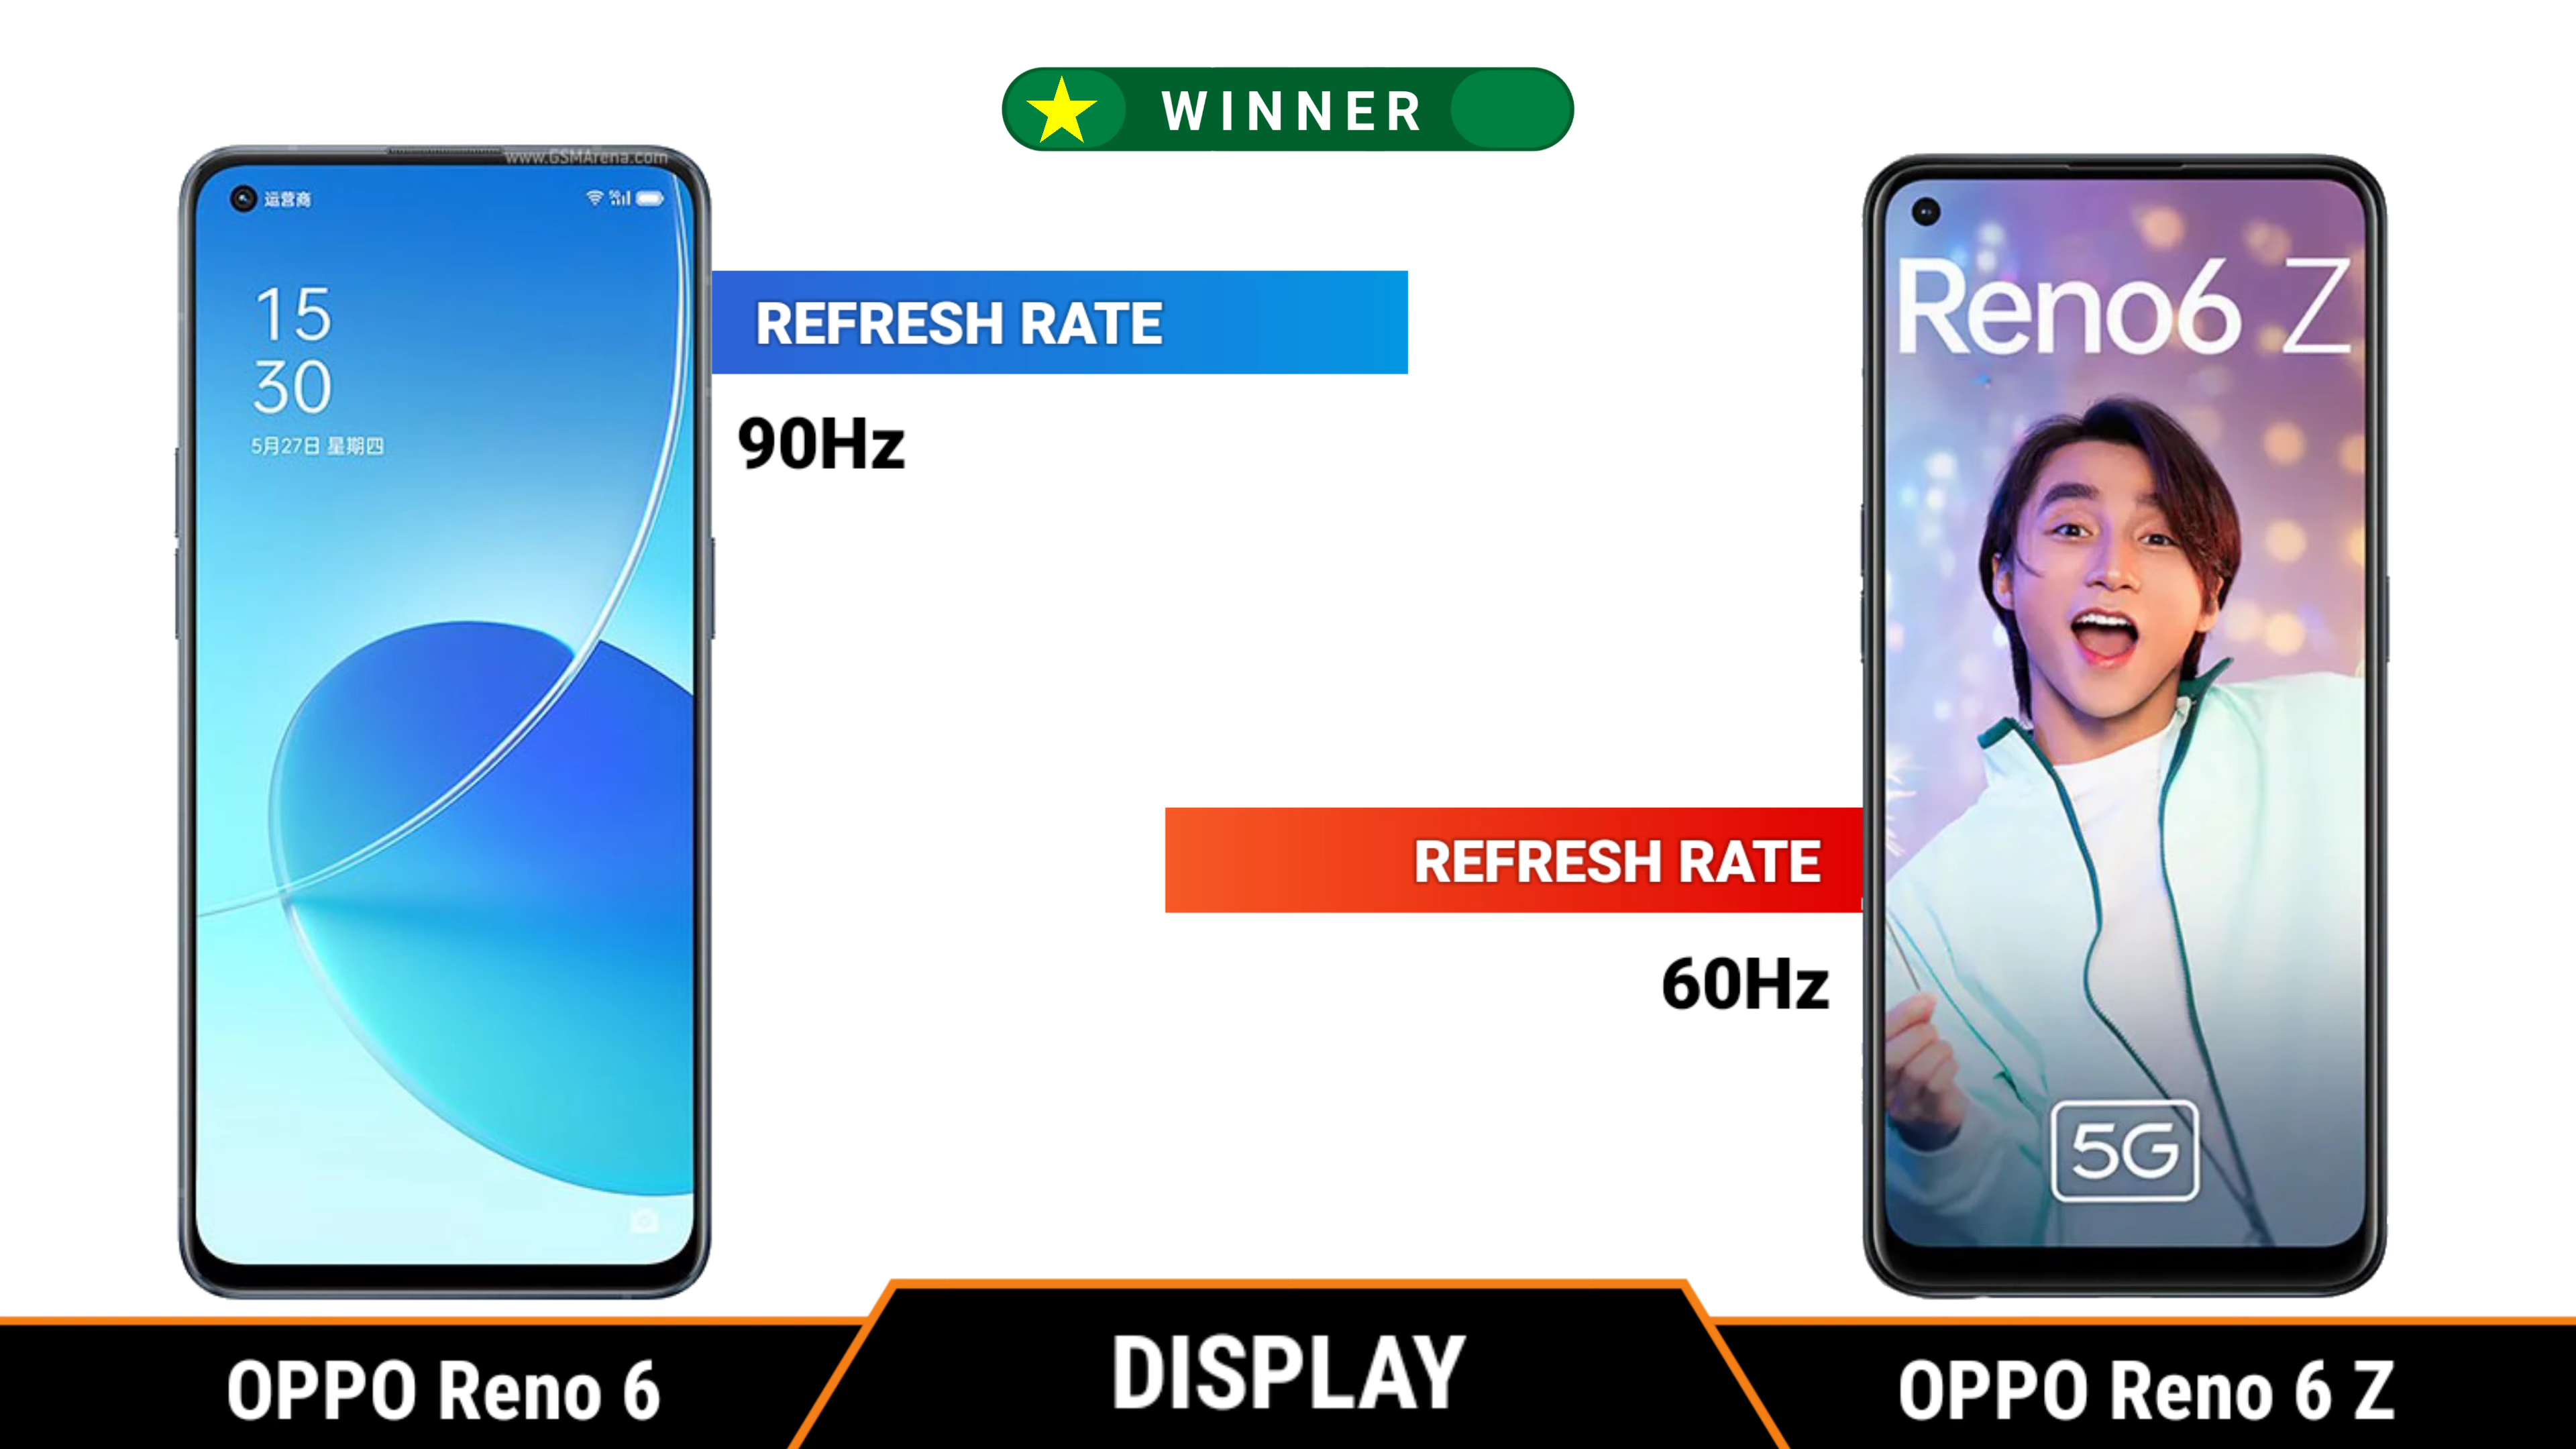 WINNER
www.GSMArena.com
运营商
5G
15
30
5月27日 星期四
REFRESH RATE
90Hz
Reno6 Z
REFRESH RATE
60Hz
5G
OPPO Reno 6
DISPLAY
OPPO Reno 6 Z